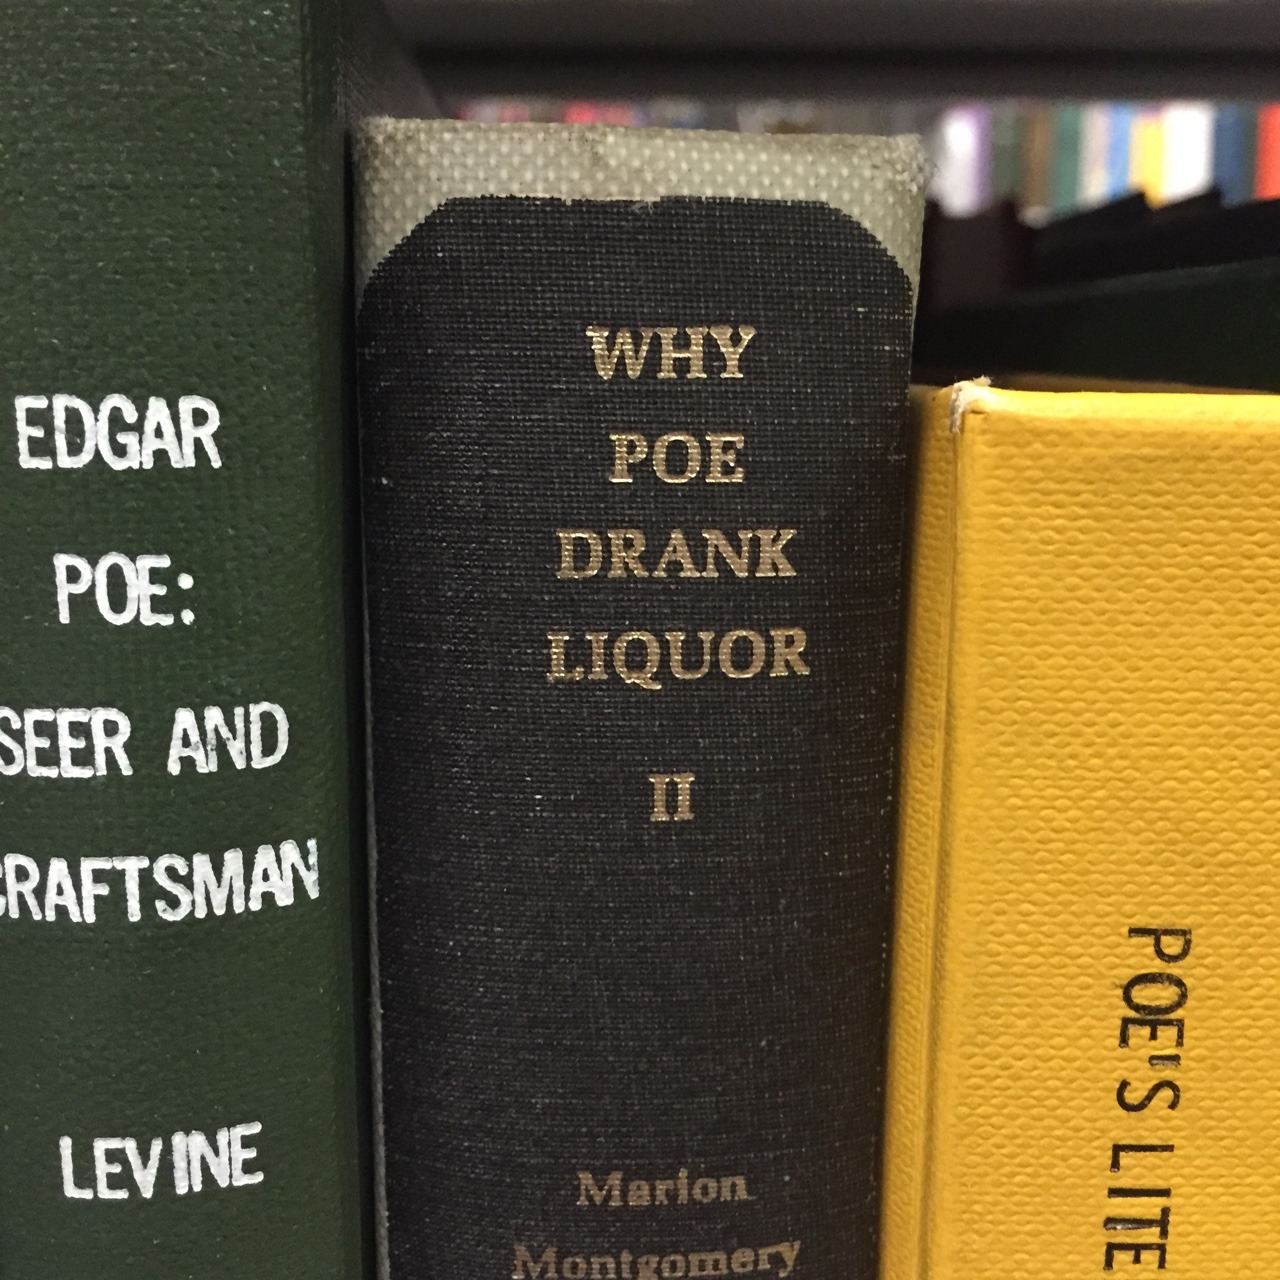 EDGAR
POE:
SEER AND
CRAFTSMAN
LEVINE
WHY
POE
DRANK
LIQUOR
II
Marion
Montgomery
POE'S LITE